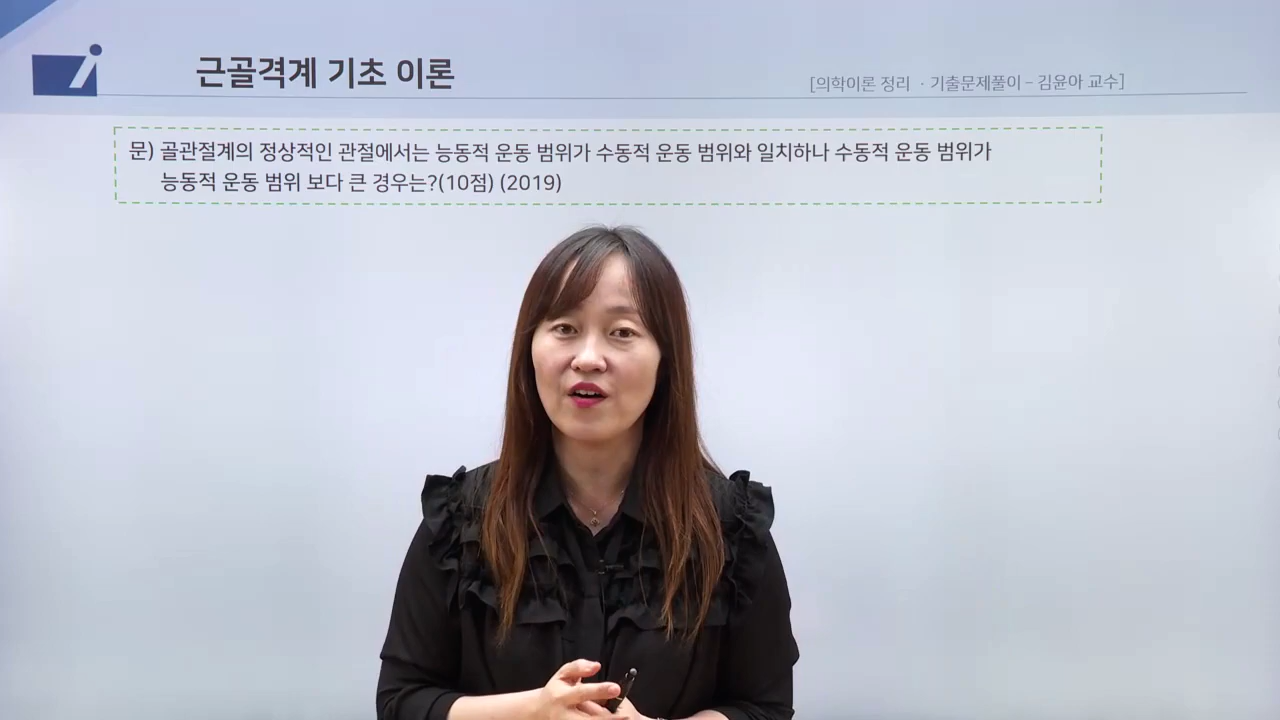 근골격계 기초 이론
[의학이론 정리 · 기출문제풀이 – 김윤아 교수]
문) 골관절계의 정상적인 관절에서는 능동적 운동 범위가 수동적 운동 범위와 일치하나 수동적 운동 범위가
능동적 운동 범위 보다 큰 경우는?(10점) (2019)